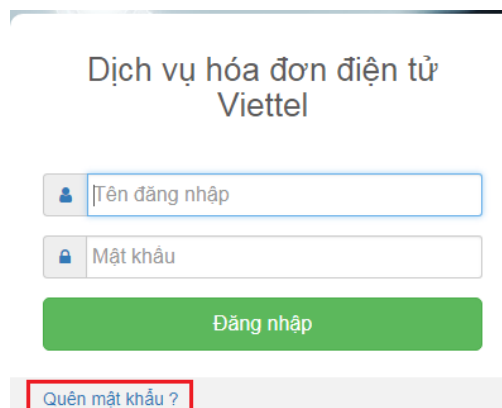 Dịch vụ hóa đơn điện tử
Viettel
Tên đăng nhập
Mật khẩu
Đăng nhập
Quên mật khẩu ?